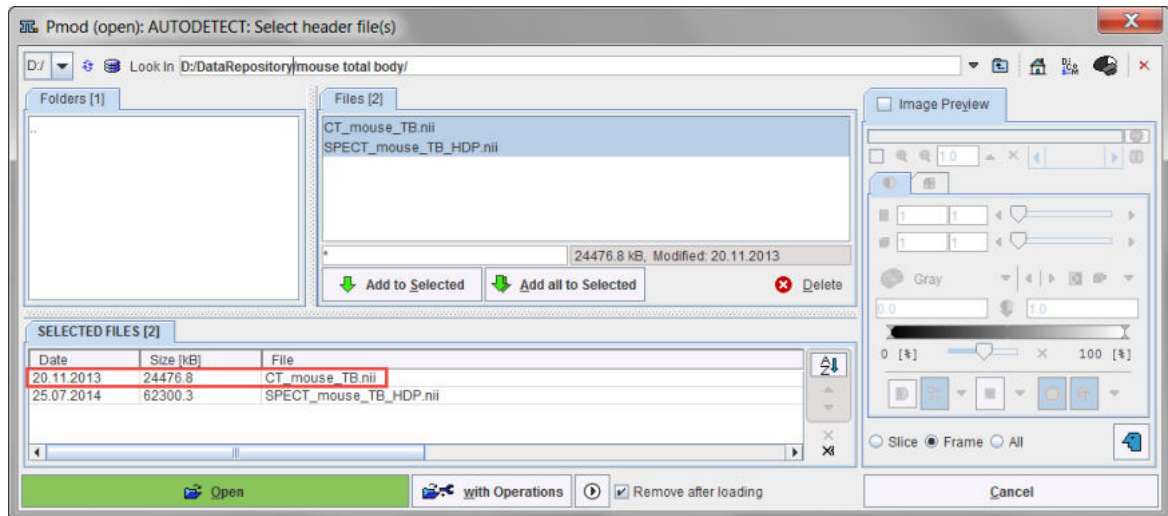 Pmod (open): AUTODETECT: Select header file(s)
D:/ Look In D:/DataRepository/mouse total body/
Folders [1]
Files [2]
Image Preview
..
CT_mouse_TB.nii
SPECT_mouse_TB_HDP.nii
1.0
1 1
1 1
* 24476.8 kB, Modified: 20.11.2013
Add to Selected Add all to Selected Delete
Gray
0.0 1.0
0 [%] 100 [%]
SELECTED FILES [2]
Date Size [kB] File
20.11.2013 24476.8 CT_mouse_TB.nii
25.07.2014 62300.3 SPECT_mouse_TB_HDP.nii
Slice Frame All
Open with Operations Remove after loading Cancel